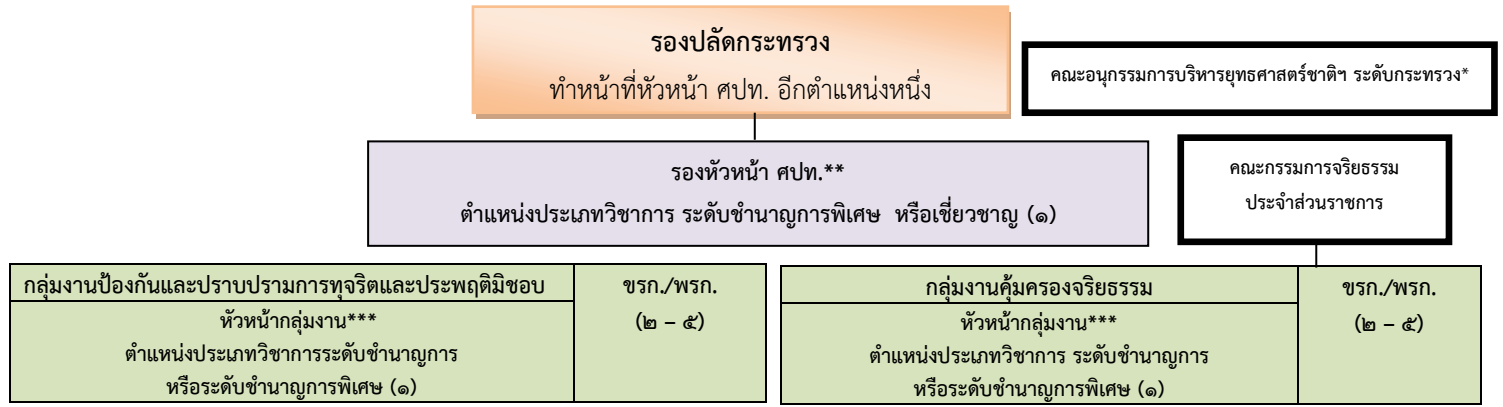 รองปลัดกระทรวง
ทำหน้าที่หัวหน้า ศปท. อีกตำแหน่งหนึ่ง
คณะอนุกรรมการบริหารยุทธศาสตร์ชาติฯ ระดับกระทรวง*
รองหัวหน้า ศปท.**
ตำแหน่งประเภทวิชาการ ระดับชำนาญการพิเศษ หรือเชี่ยวชาญ (๑)
คณะกรรมการจริยธรรม
ประจำส่วนราชการ
กลุ่มงานป้องกันและปราบปรามการทุจริตและประพฤติมิชอบ
หัวหน้ากลุ่มงาน***
ตำแหน่งประเภทวิชาการระดับชำนาญการ
หรือระดับชำนาญการพิเศษ (๑)
ขรก./พรก.
(๒ – ๕)
กลุ่มงานคุ้มครองจริยธรรม
หัวหน้ากลุ่มงาน***
ตำแหน่งประเภทวิชาการ ระดับชำนาญการ
หรือระดับชำนาญการพิเศษ (๑)
ขรก./พรก.
(๒ – ๕)